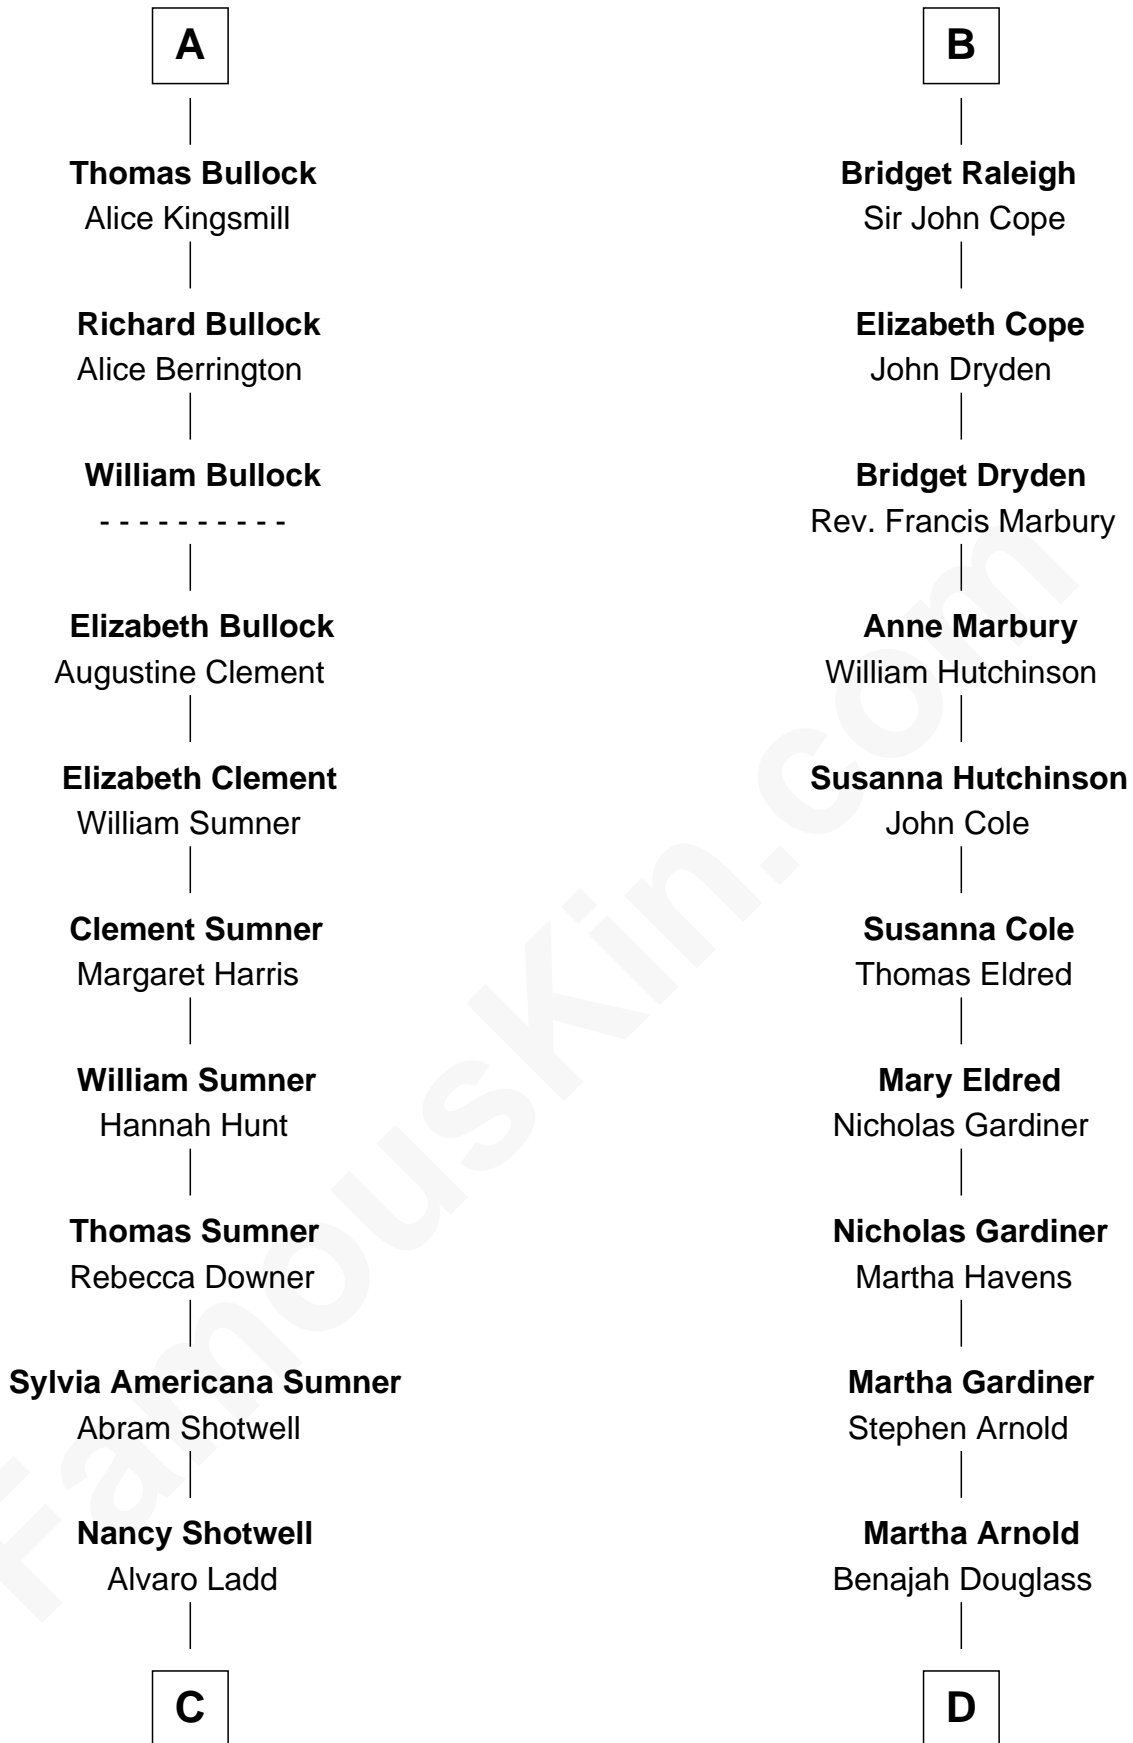 A
Thomas Bullock
Alice Kingsmill
Richard Bullock
Alice Berrington
William Bullock
- - - - - - - - - -
Elizabeth Bullock
Augustine Clement
Elizabeth Clement
William Sumner
Clement Sumner
Margaret Harris
William Sumner
Hannah Hunt
Thomas Sumner
Rebecca Downer
Sylvia Americana Sumner
Abram Shotwell
Nancy Shotwell
Alvaro Ladd
C
B
Bridget Raleigh
Sir John Cope
Elizabeth Cope
John Dryden
Bridget Dryden
Rev. Francis Marbury
Anne Marbury
William Hutchinson
Susanna Hutchinson
John Cole
Susanna Cole
Thomas Eldred
Mary Eldred
Nicholas Gardiner
Nicholas Gardiner
Martha Havens
Martha Gardiner
Stephen Arnold
Martha Arnold
Benajah Douglass
D
FamousKin.com